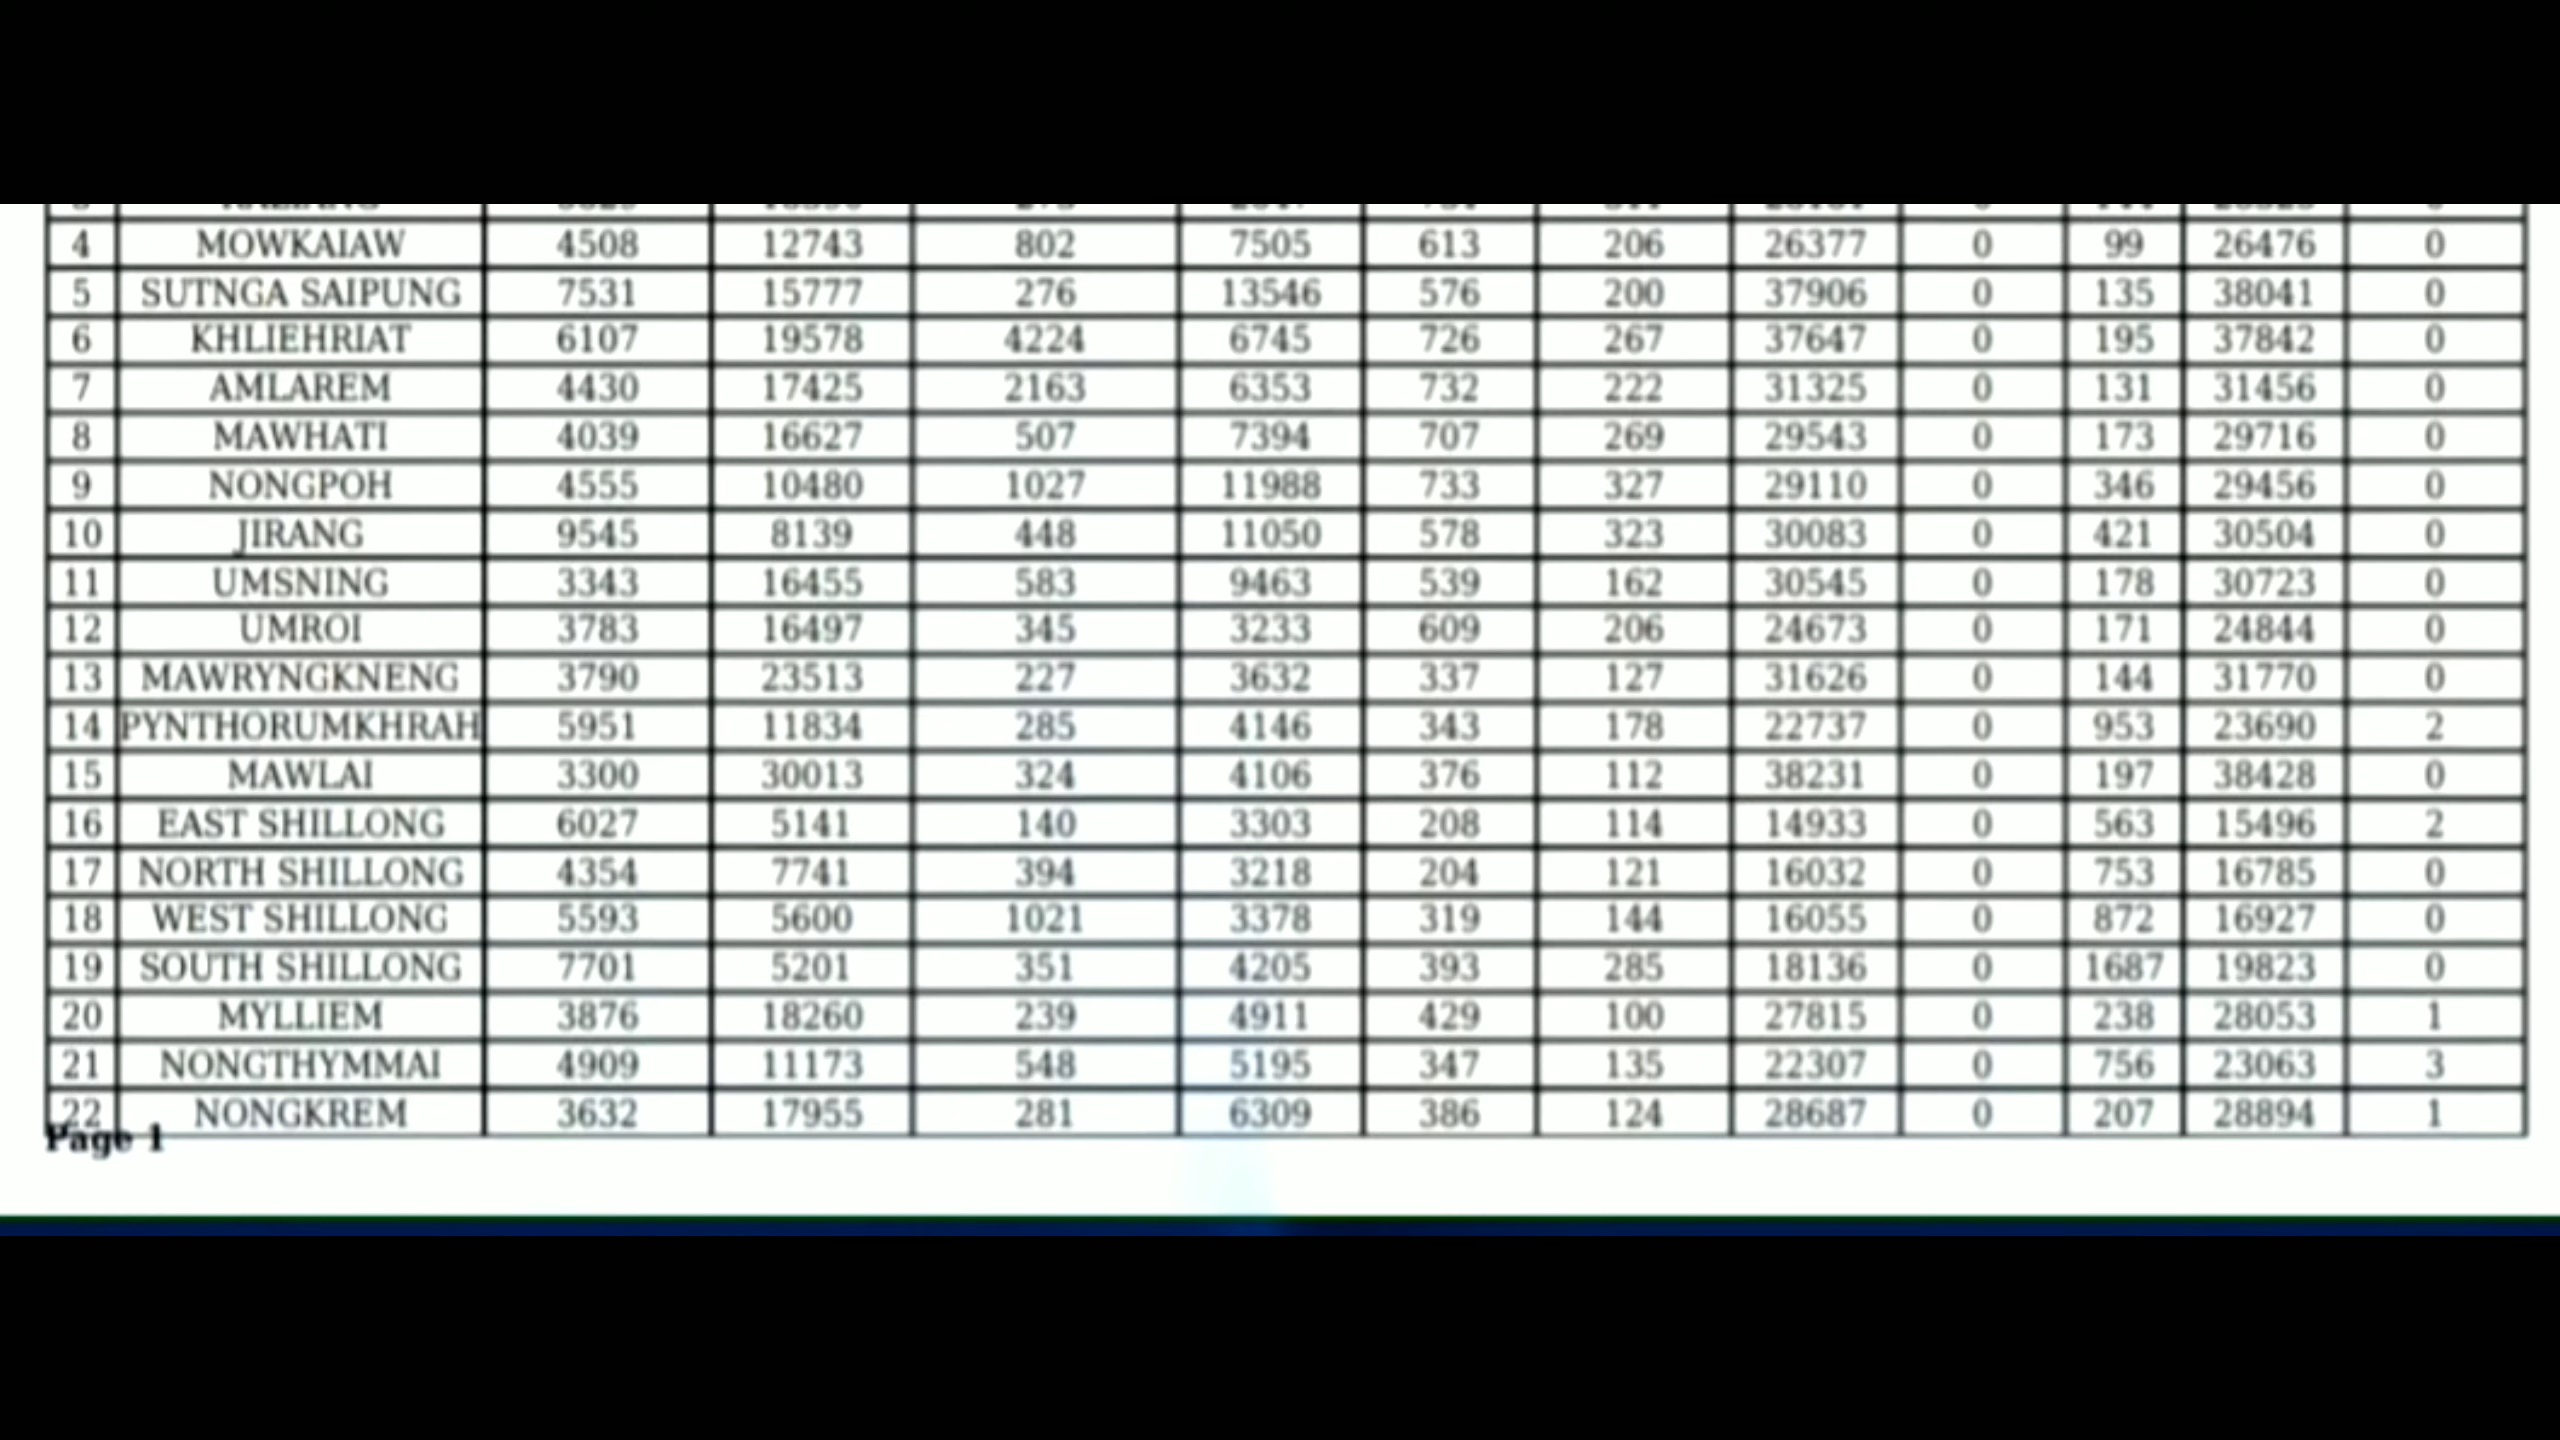 4 MOWKAIAW 4508 12743 802 7505 613 206 26377 0 99 26476 0
5 SUTNGA SAIPUNG 7531 15777 276 13546 576 200 37906 0 135 38041 0
6 KHLIEHRIAT 6107 19578 4224 6745 726 267 37647 0 195 37842 0
7 AMLAREM 4430 17425 2163 6353 732 222 31325 0 131 31456 0
8 MAWHATI 4039 16627 507 7394 707 269 29543 0 173 29716 0
9 NONGPOH 4555 10480 1027 11988 733 327 29110 0 346 29456 0
10 JIRANG 9545 8139 448 11050 578 323 30083 0 421 30504 0
11 UMSNING 3343 16455 583 9463 539 162 30545 0 178 30723 0
12 UMROI 3783 16497 345 3233 609 206 24673 0 171 24844 0
13 MAWRYNGKNENG 3790 23513 227 3632 337 127 31626 0 144 31770 0
14 PYNTHORUMKHRAH 5951 11834 285 4146 343 178 22737 0 953 23690 2
15 MAWLAI 3300 30013 324 4106 376 112 38231 0 197 38428 0
16 EAST SHILLONG 6027 5141 140 3303 208 114 14933 0 563 15496 2
17 NORTH SHILLONG 4354 7741 394 3218 204 121 16032 0 753 16785 0
18 WEST SHILLONG 5593 5600 1021 3378 319 144 16055 0 872 16927 0
19 SOUTH SHILLONG 7701 5201 351 4205 393 285 18136 0 1687 19823 0
20 MYLLIEM 3876 18260 239 4911 429 100 27815 0 238 28053 1
21 NONGTHYMMAI 4909 11173 548 5195 347 135 22307 0 756 23063 3
22 NONGKREM 3632 17955 281 6309 386 124 28687 0 207 28894 1
Page 1